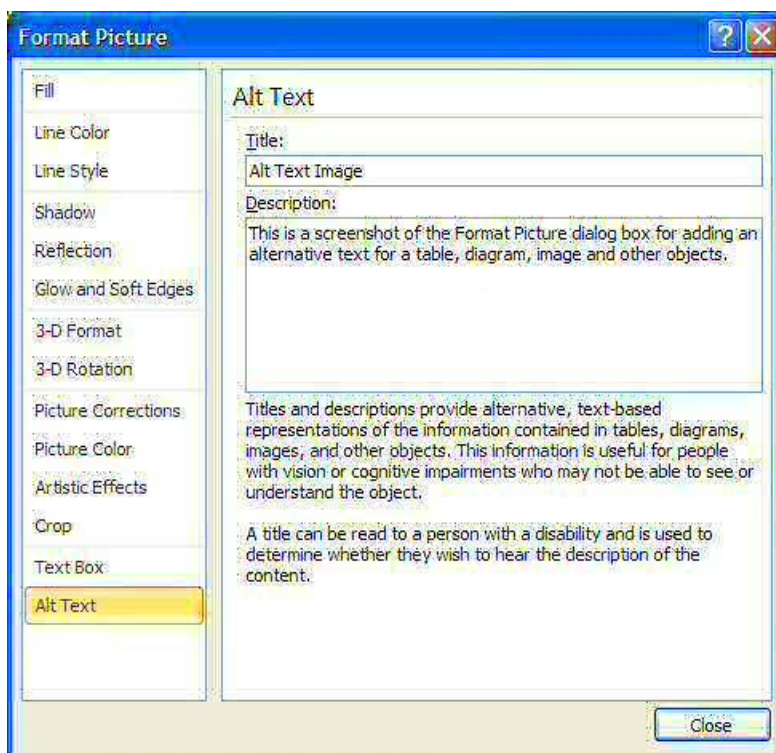 Format Picture
Fill
Line Color
Line Style
Shadow
Reflection
Glow and Soft Edges
3-D Format
3-D Rotation
Picture Corrections
Picture Color
Artistic Effects
Crop
Text Box
Alt Text
Alt Text
Title:
Alt Text Image
Description:
This is a screenshot of the Format Picture dialog box for adding an
alternative text for a table, diagram, image and other objects.
Titles and descriptions provide alternative, text-based
representations of the information contained in tables, diagrams,
images, and other objects. This information is useful for people
with vision or cognitive impairments who may not be able to see or
understand the object.
A title can be read to a person with a disability and is used to
determine whether they wish to hear the description of the
content.
Close